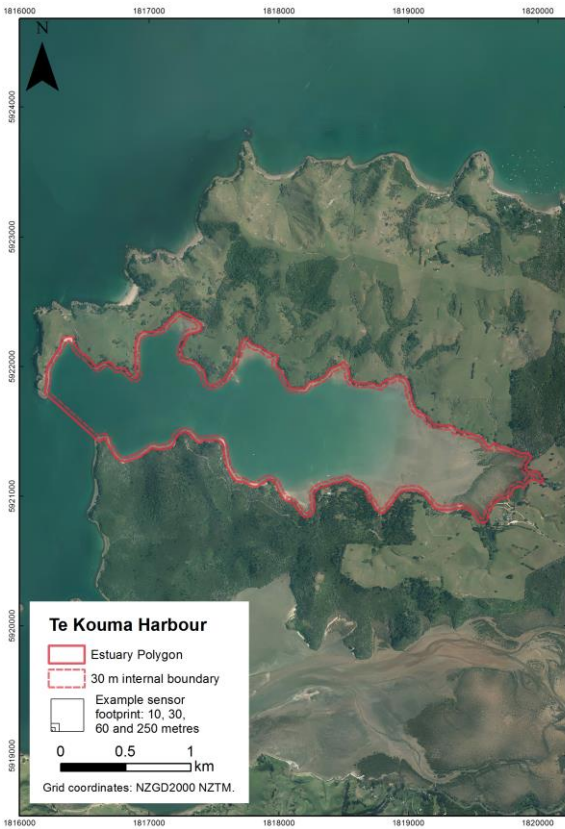 1816000 1817000 1818000 1819000 1820000
N
5924000
5923000
5922000
5921000
5920000
5919000
Te Kouma Harbour
Estuary Polygon
30 m internal boundary
Example sensor
footprint: 10, 30,
60 and 250 metres
0 0.5 1
km
Grid coordinates: NZGD2000 NZTM.
1816000 1817000 1818000 1819000 1820000